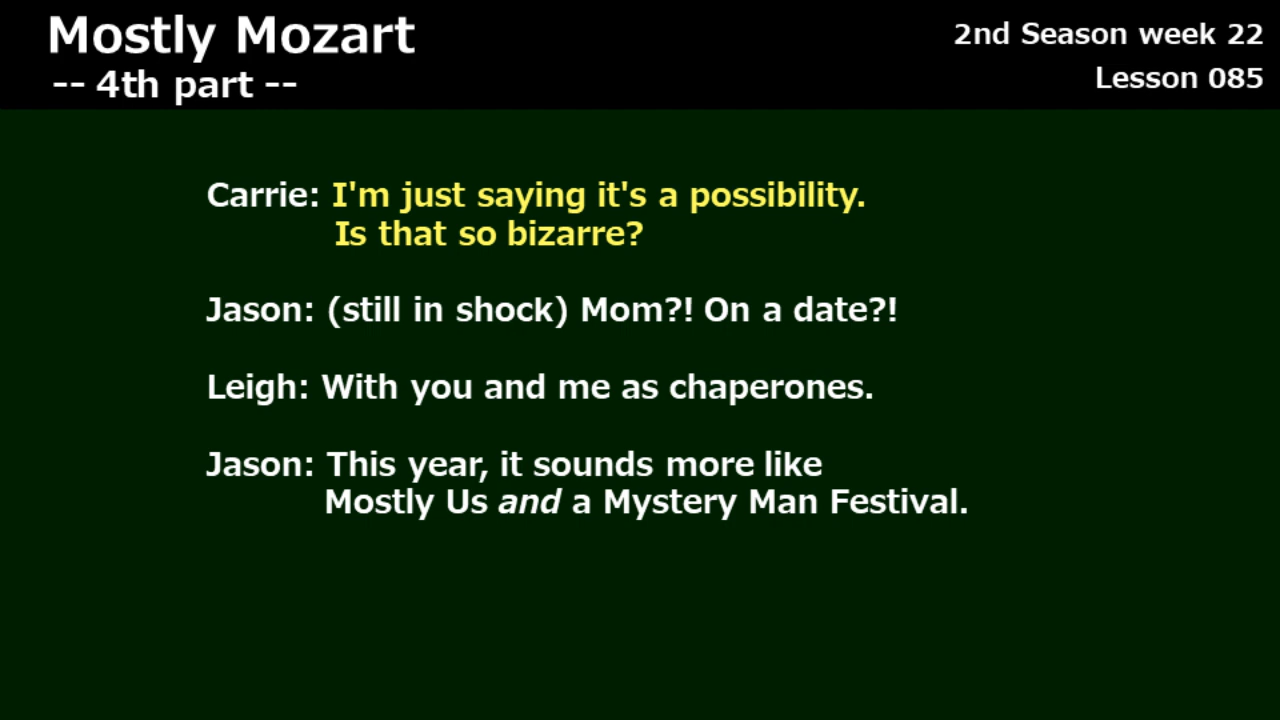 Mostly Mozart
-- 4th part --
2nd Season week 22
Lesson 085
Carrie: I'm just saying it's a possibility.
Is that so bizarre?
Jason: (still in shock) Mom?! On a date?!
Leigh: With you and me as chaperones.
Jason: This year, it sounds more like
Mostly Us and a Mystery Man Festival.